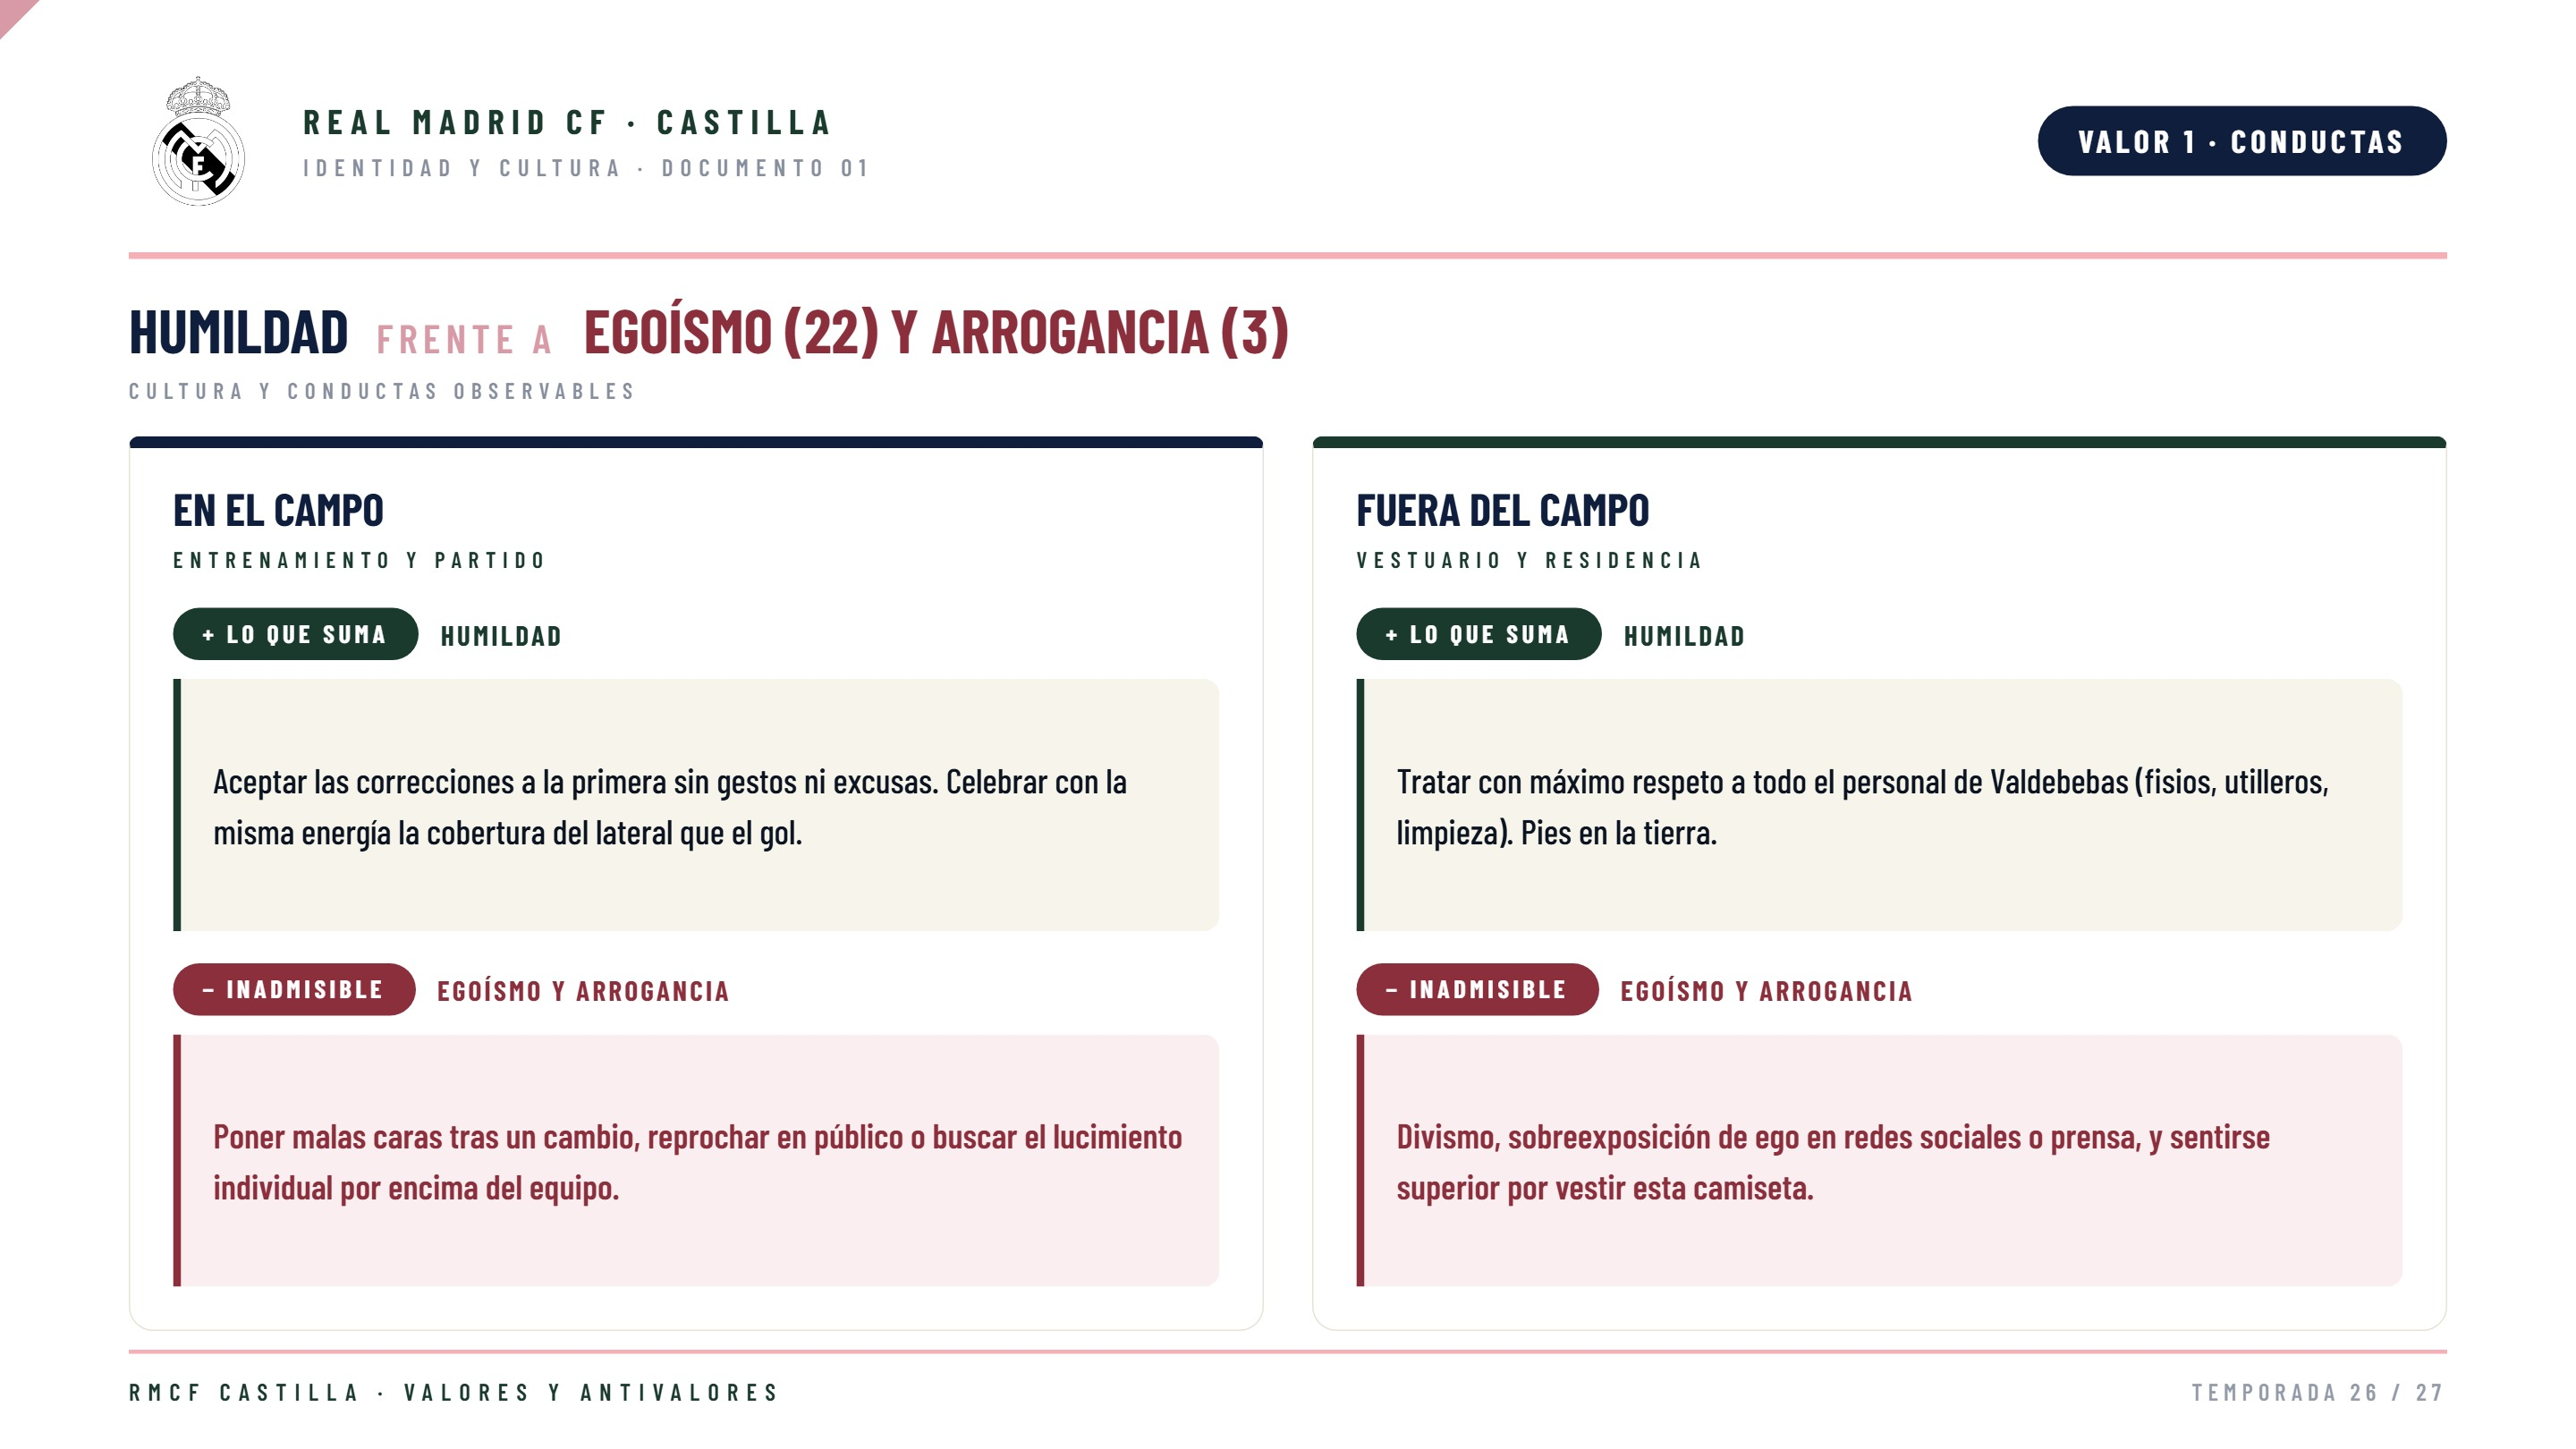 REAL MADRID CF · CASTILLA
IDENTIDAD Y CULTURA · DOCUMENTO 01
VALOR 1 · CONDUCTAS
HUMILDAD FRENTE A EGOÍSMO (22) Y ARROGANCIA (3)
CULTURA Y CONDUCTAS OBSERVABLES
EN EL CAMPO
ENTRENAMIENTO Y PARTIDO
+ LO QUE SUMA HUMILDAD
Aceptar las correcciones a la primera sin gestos ni excusas. Celebrar con la
misma energía la cobertura del lateral que el gol.
– INADMISIBLE EGOÍSMO Y ARROGANCIA
Poner malas caras tras un cambio, reprochar en público o buscar el lucimiento
individual por encima del equipo.
FUERA DEL CAMPO
VESTUARIO Y RESIDENCIA
+ LO QUE SUMA HUMILDAD
Tratar con máximo respeto a todo el personal de Valdebebas (fisios, utilleros,
limpieza). Pies en la tierra.
– INADMISIBLE EGOÍSMO Y ARROGANCIA
Divismo, sobreexposición de ego en redes sociales o prensa, y sentirse
superior por vestir esta camiseta.
RMCF CASTILLA · VALORES Y ANTIVALORES
TEMPORADA 26 / 27